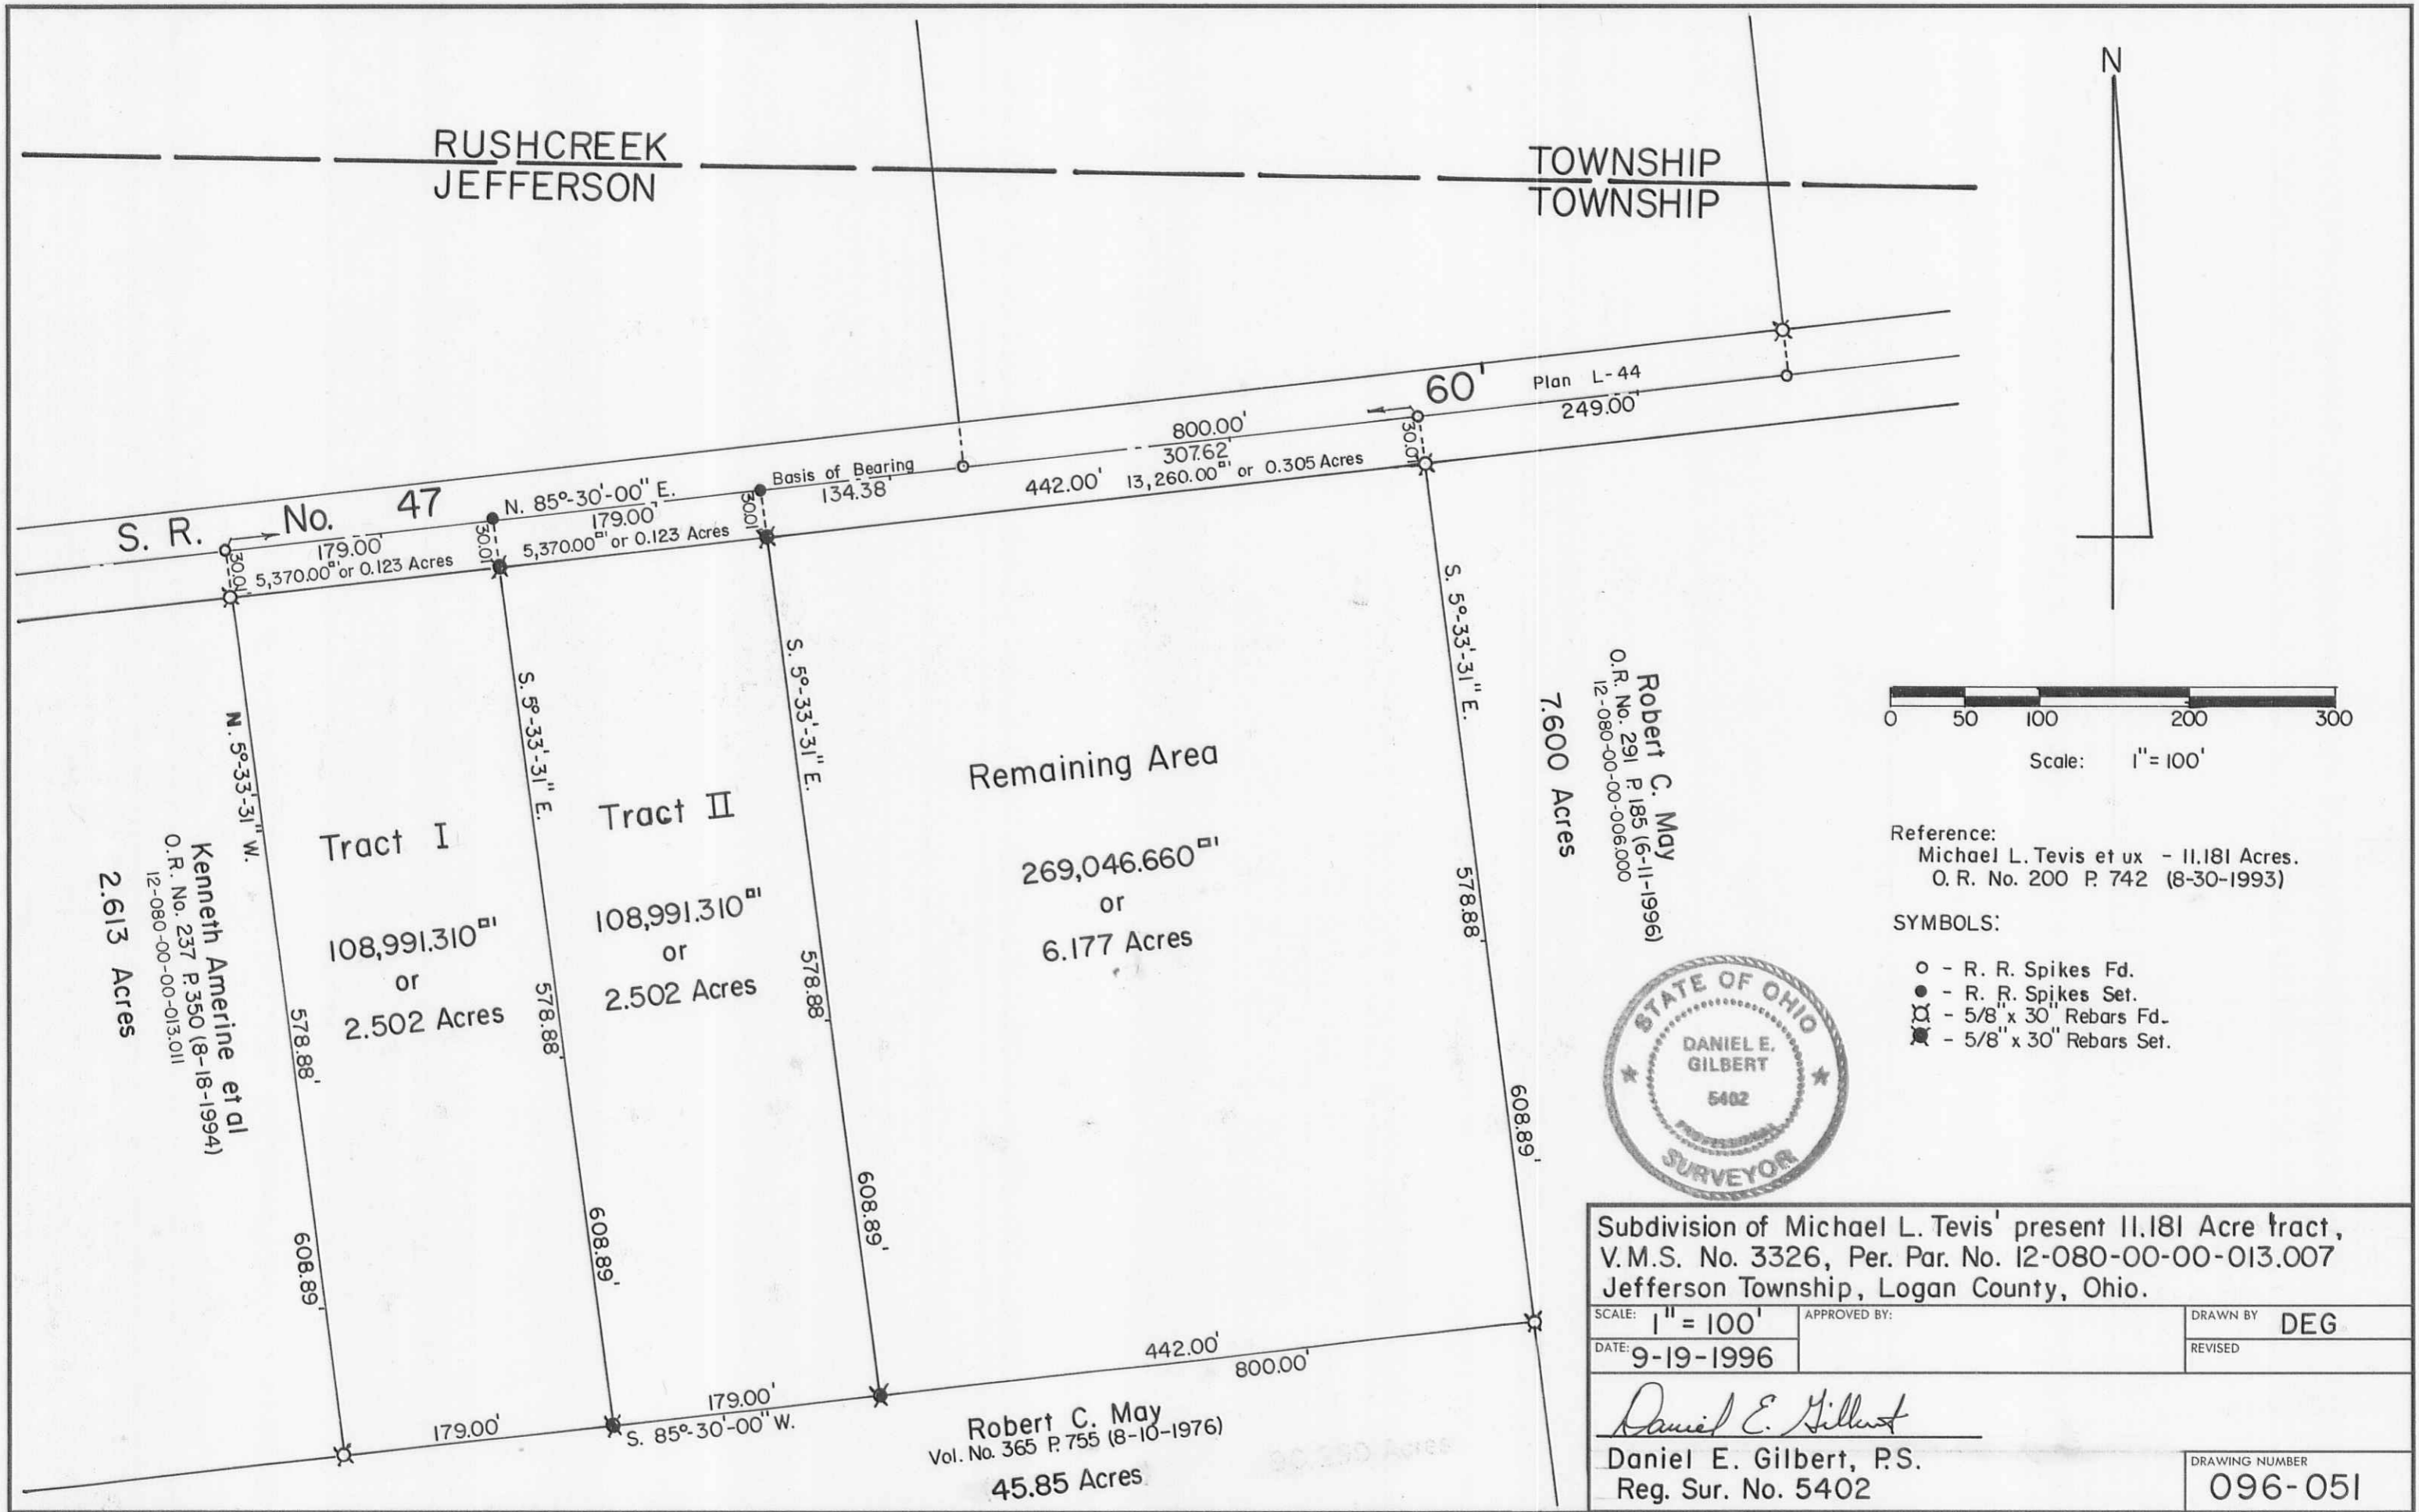 RUSHCREEK TOWNSHIP
JEFFERSON TOWNSHIP
N
S. R. No. 47
60'
Plan L-44
249.00'
800.00'
307.62'
442.00' 13,260.00□' or 0.305 Acres
Basis of Bearing
134.38'
N. 85°-30'-00" E.
179.00'
5,370.00□' or 0.123 Acres
179.00'
5,370.00□' or 0.123 Acres
30.01'
30.01'
30.01'
30.01'
N. 5°-33'-31" W.
578.88'
608.89'
S. 5°-33'-31" E.
578.88'
608.89'
S. 5°-33'-31" E.
578.88'
608.89'
S. 5°-33'-31" E.
578.88'
608.89'
Kenneth Amerine et al
O.R. No. 237 P. 350 (8-18-1994)
12-080-00-00-013.011
2.613 Acres
Tract I
108,991.310□'
or
2.502 Acres
Tract II
108,991.310□'
or
2.502 Acres
Remaining Area
269,046.660□'
or
6.177 Acres
Robert C. May
O.R. No. 291 P. 185 (6-11-1996)
12-080-00-00-006.000
7.600 Acres
179.00'
179.00'
S. 85°-30'-00" W.
442.00'
800.00'
Robert C. May
Vol. No. 365 P. 755 (8-10-1976)
45.85 Acres
0 50 100 200 300
Scale: 1" = 100'
Reference:
Michael L. Tevis et ux - 11.181 Acres.
O. R. No. 200 P. 742 (8-30-1993)
SYMBOLS:
- R. R. Spikes Fd.
- R. R. Spikes Set.
- 5/8" x 30" Rebars Fd.
- 5/8" x 30" Rebars Set.
STATE OF OHIO
DANIEL E.
GILBERT
5402
PROFESSIONAL
SURVEYOR
Subdivision of Michael L. Tevis' present 11.181 Acre tract,
V.M.S. No. 3326, Per. Par. No. 12-080-00-00-013.007
Jefferson Township, Logan County, Ohio.
SCALE: 1" = 100'
APPROVED BY:
DRAWN BY DEG
DATE: 9-19-1996
REVISED
Daniel E. Gilbert
Daniel E. Gilbert, P.S.
Reg. Sur. No. 5402
DRAWING NUMBER
096-051